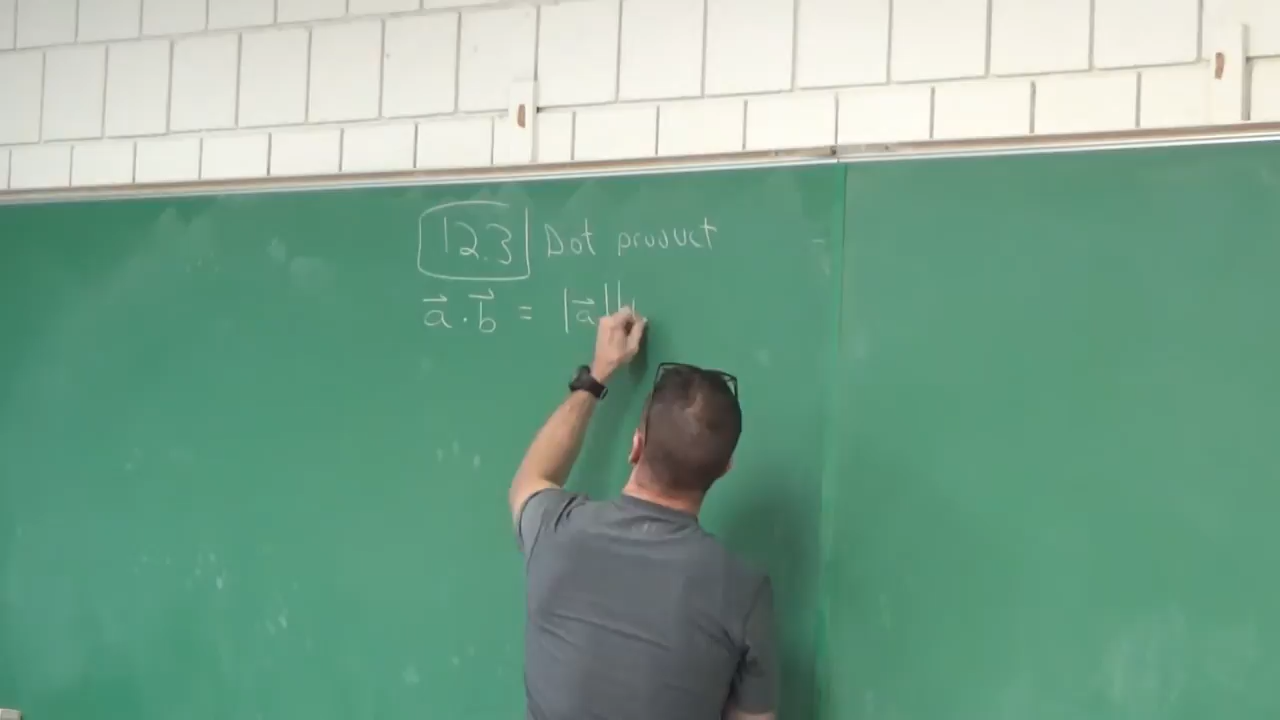 12.3 Dot product
a⃗ · b⃗ = |a⃗||